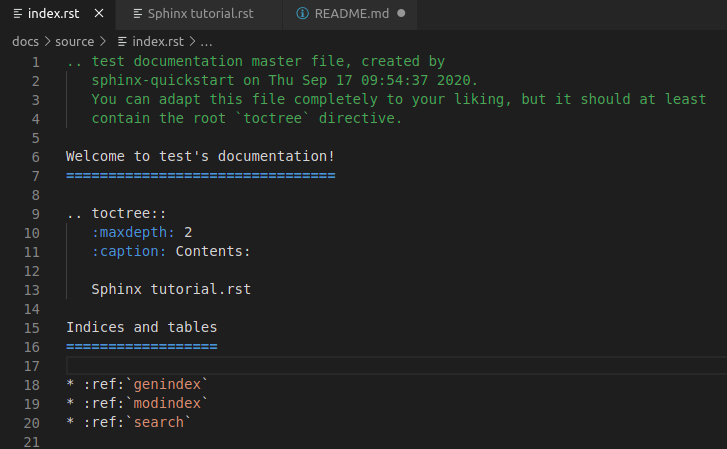 index.rst × Sphinx tutorial.rst README.md
docs > source > index.rst > ...
1 .. test documentation master file, created by
2    sphinx-quickstart on Thu Sep 17 09:54:37 2020.
3    You can adapt this file completely to your liking, but it should at least
4    contain the root `toctree` directive.
5
6 Welcome to test's documentation!
7 ================================
8
9 .. toctree::
10    :maxdepth: 2
11    :caption: Contents:
12
13    Sphinx tutorial.rst
14
15 Indices and tables
16 ==================
17
18 * :ref:`genindex`
19 * :ref:`modindex`
20 * :ref:`search`
21